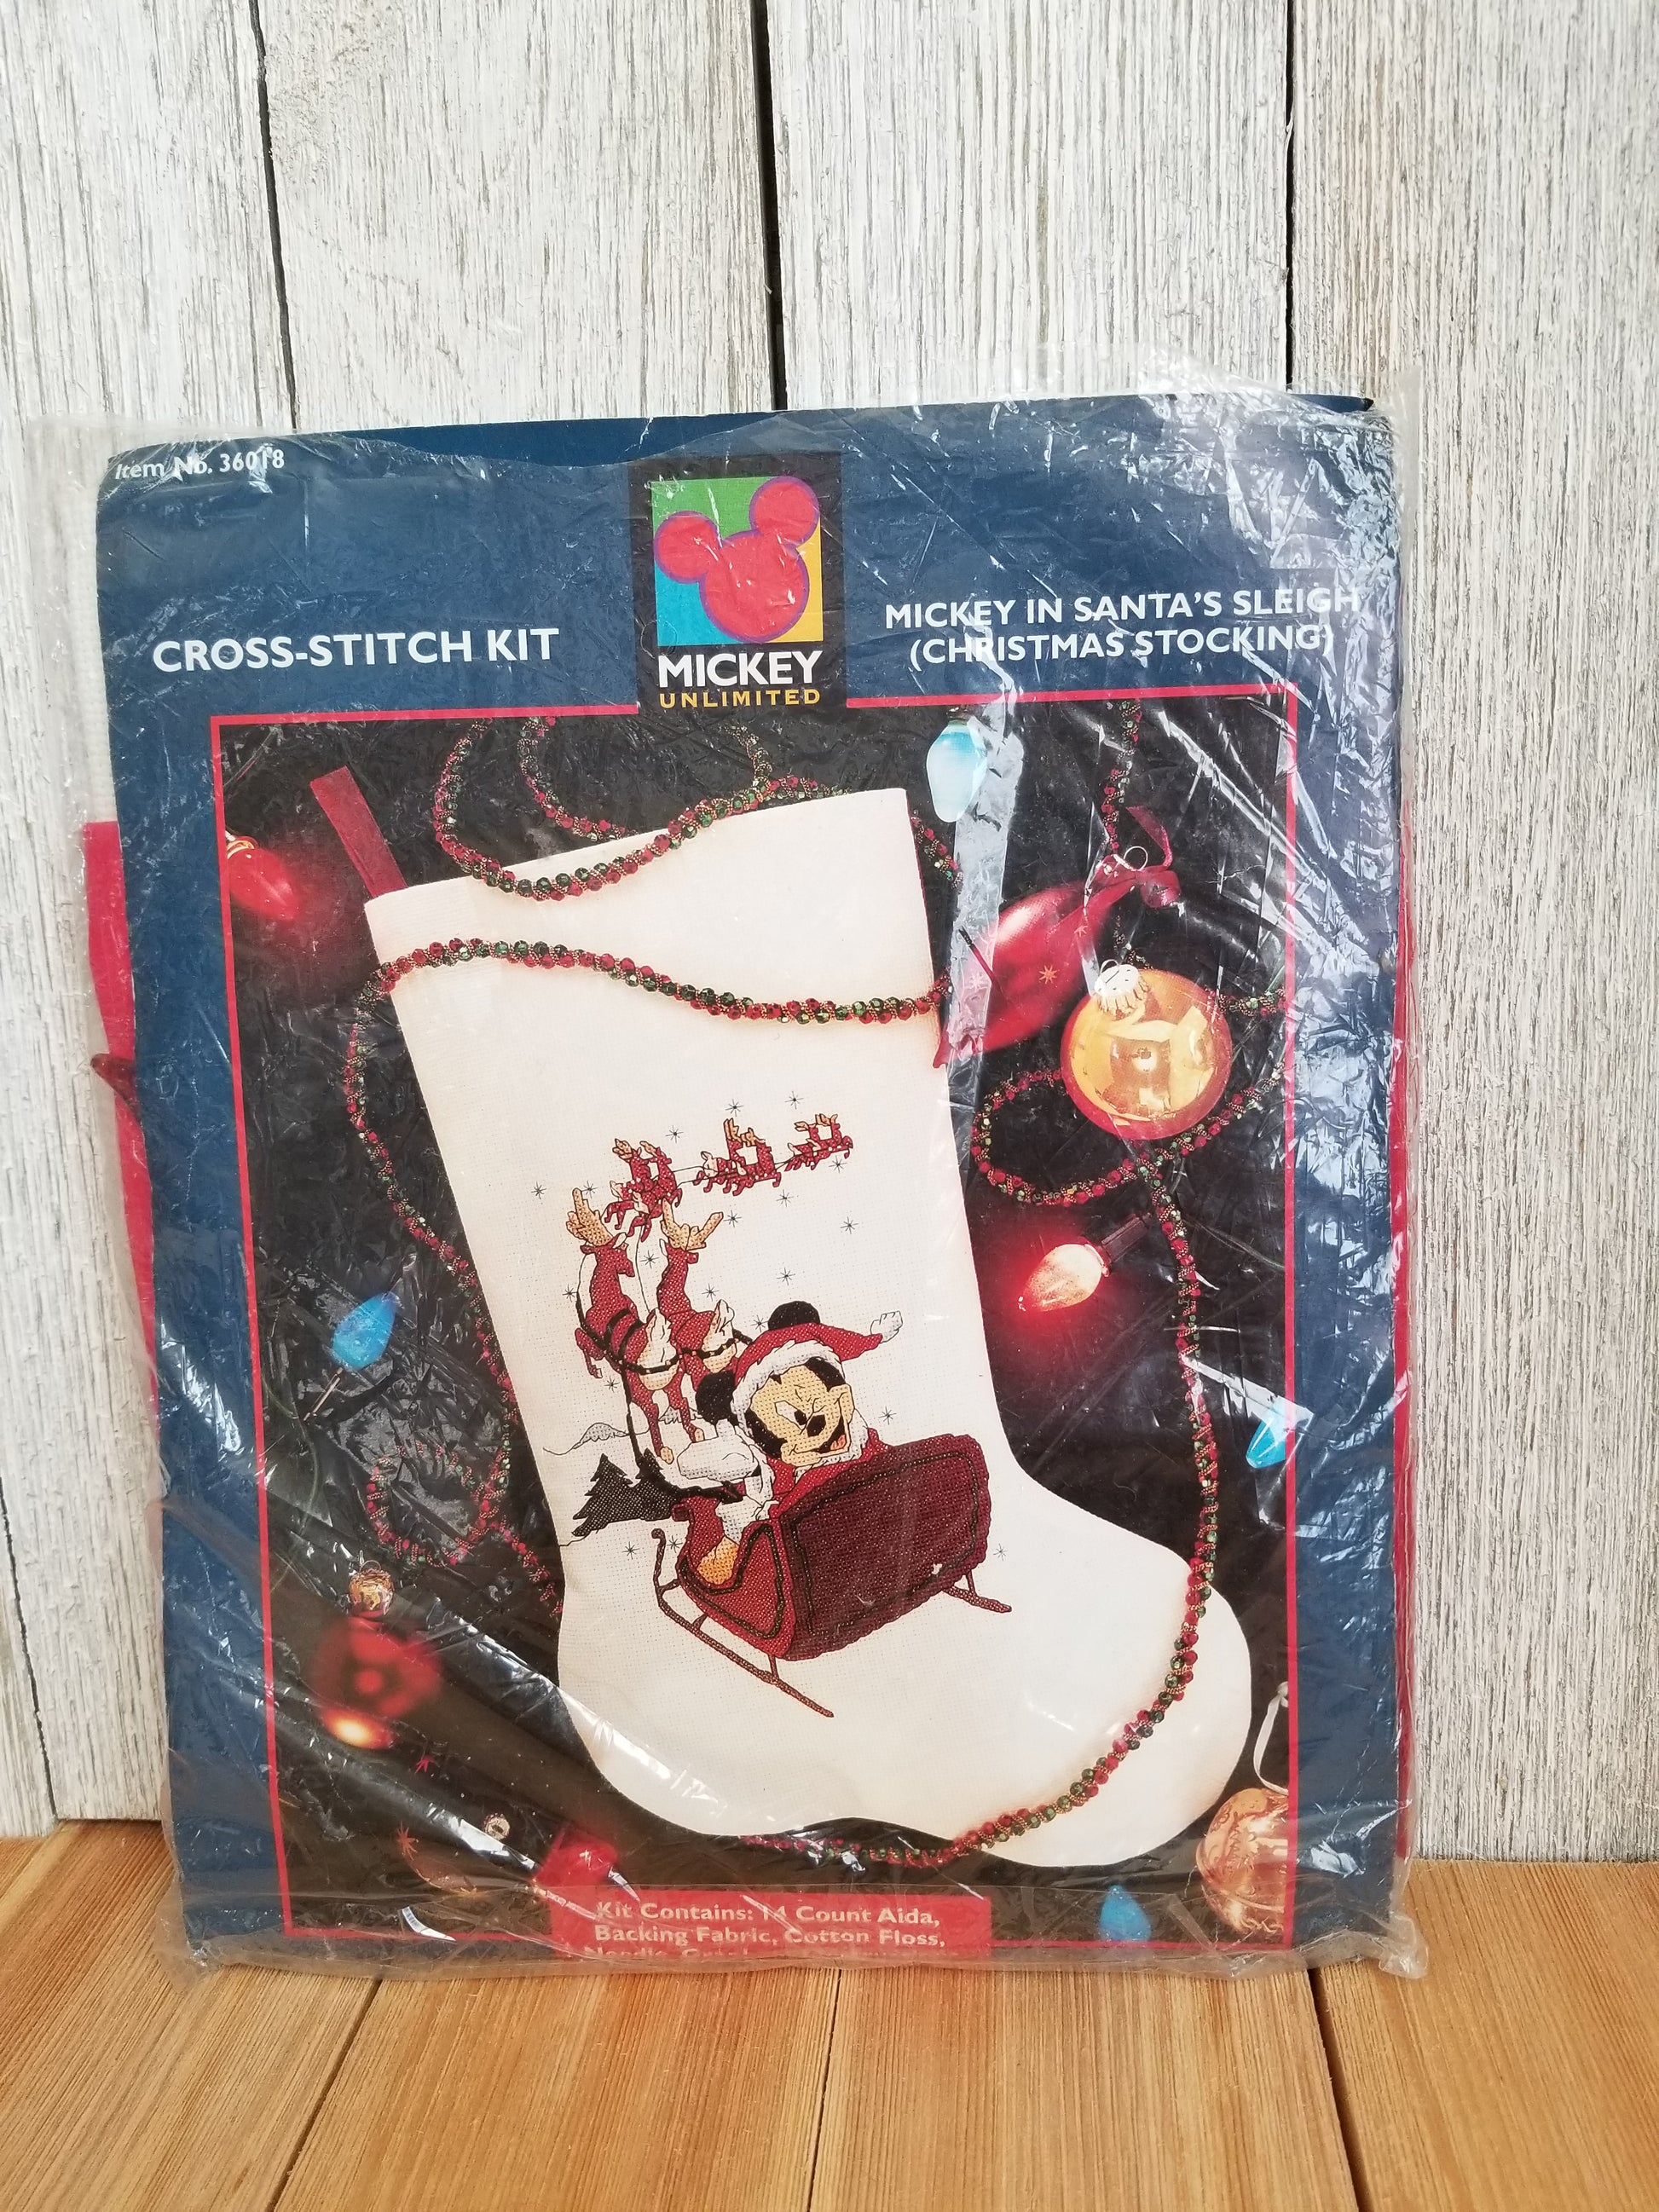 Item No. 36018
CROSS-STITCH KIT
MICKEY
UNLIMITED
MICKEY IN SANTA'S SLEIGH
(CHRISTMAS STOCKING)
Kit Contains: 14 Count Aida,
Backing Fabric, Cotton Floss,